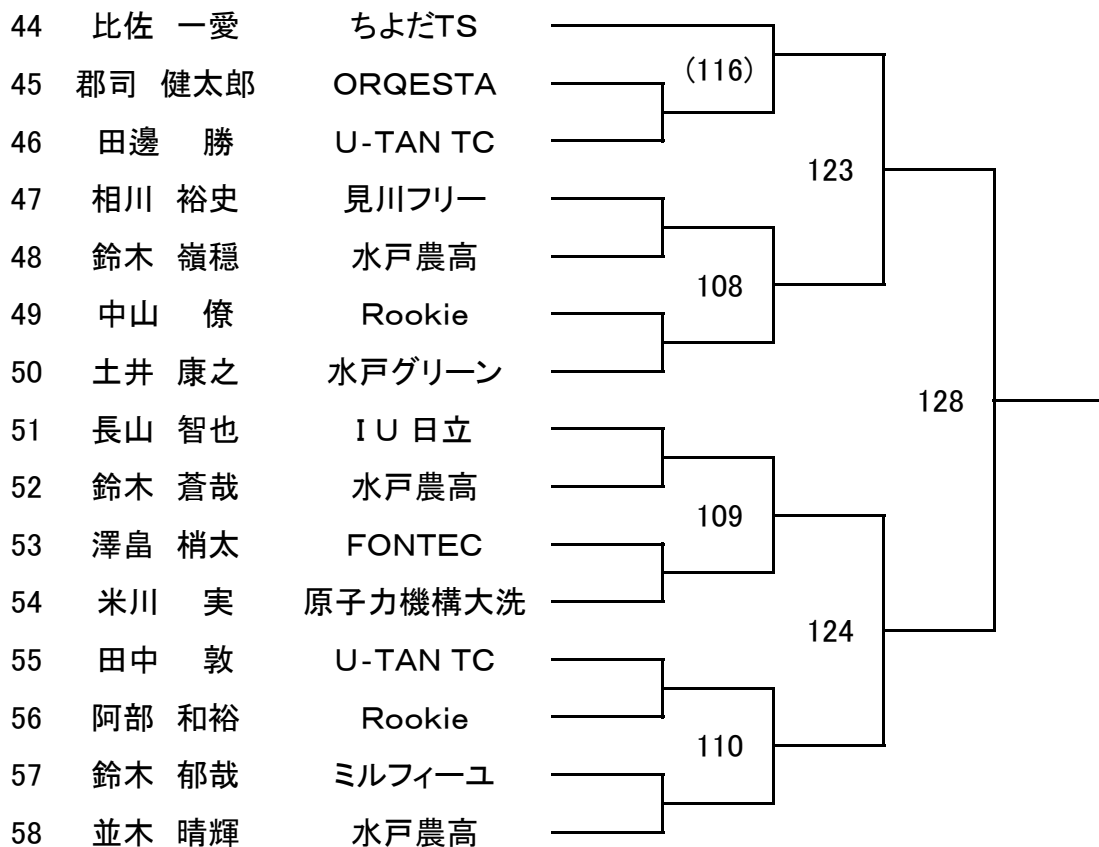 44 比佐 一愛 ちよだTS
(116)
45 郡司 健太郎 ORQESTA
46 田邊 勝 U-TAN TC
123
47 相川 裕史 見川フリー
48 鈴木 嶺穏 水戸農高
108
49 中山 僚 Rookie
50 土井 康之 水戸グリーン
128
51 長山 智也 IU日立
52 鈴木 蒼哉 水戸農高
109
53 澤畠 梢太 FONTEC
54 米川 実 原子力機構大洗
124
55 田中 敦 U-TAN TC
56 阿部 和裕 Rookie
110
57 鈴木 郁哉 ミルフィーユ
58 並木 晴輝 水戸農高